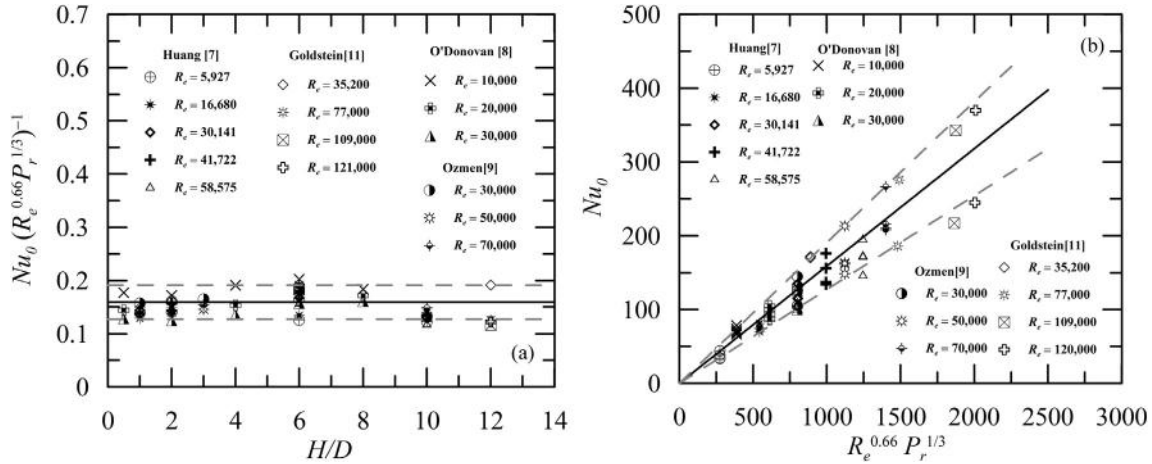 0.7
0.6
0.5
0.4
0.3
0.2
0.1
0
Nu₀ (Rₑ⁰·⁶⁶ Pᵣ¹/³)⁻¹
Huang [7]
Rₑ = 5,927
Rₑ = 16,680
Rₑ = 30,141
Rₑ = 41,722
Rₑ = 58,575
Goldstein[11]
Rₑ = 35,200
Rₑ = 77,000
Rₑ = 109,000
Rₑ = 121,000
O'Donovan [8]
Rₑ = 10,000
Rₑ = 20,000
Rₑ = 30,000
Ozmen[9]
Rₑ = 30,000
Rₑ = 50,000
Rₑ = 70,000
(a)
0 2 4 6 8 10 12 14
H/D
500
400
300
200
100
0
Nu₀
(b)
Huang[7]
Rₑ = 5,927
Rₑ = 16,680
Rₑ = 30,141
Rₑ = 41,722
Rₑ = 58,575
O'Donovan [8]
Rₑ = 10,000
Rₑ = 20,000
Rₑ = 30,000
Ozmen[9]
Rₑ = 30,000
Rₑ = 50,000
Rₑ = 70,000
Goldstein[11]
Rₑ = 35,200
Rₑ = 77,000
Rₑ = 109,000
Rₑ = 120,000
0 500 1000 1500 2000 2500 3000
Rₑ⁰·⁶⁶ Pᵣ¹/³